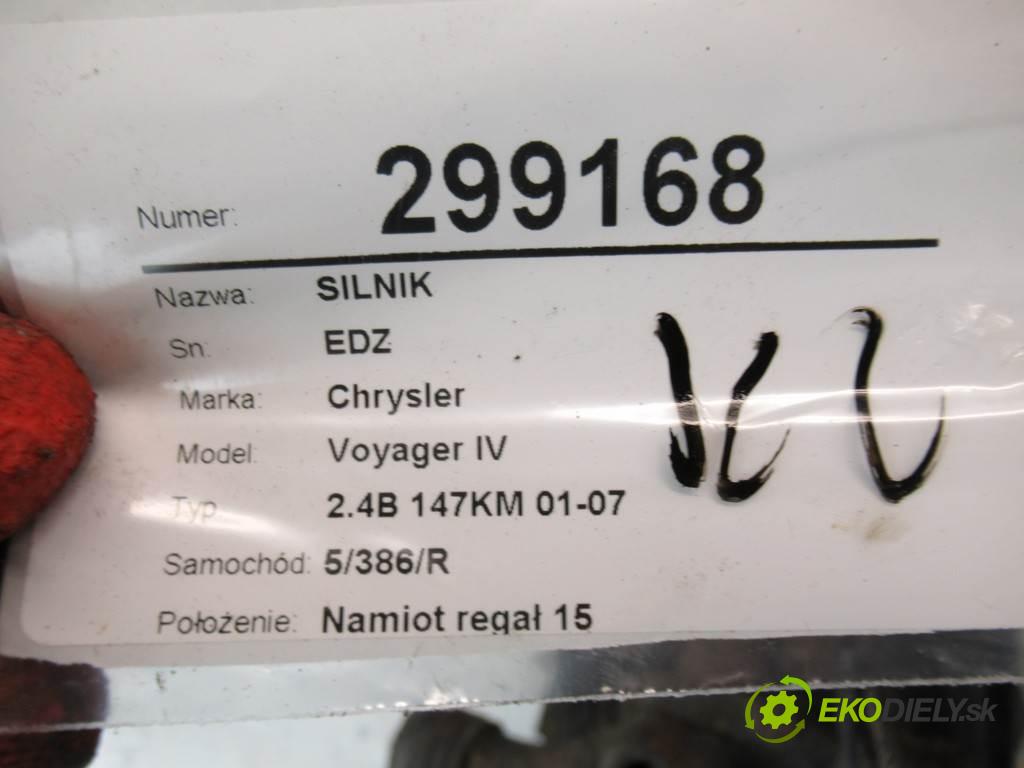 Numer: 299168
Nazwa: SILNIK
Sn: EDZ
Marka: Chrysler
Model: Voyager IV
Typ 2.4B 147KM 01-07
Samochód: 5/386/R
Położenie: Namiot regał 15
EKODIELY.sk